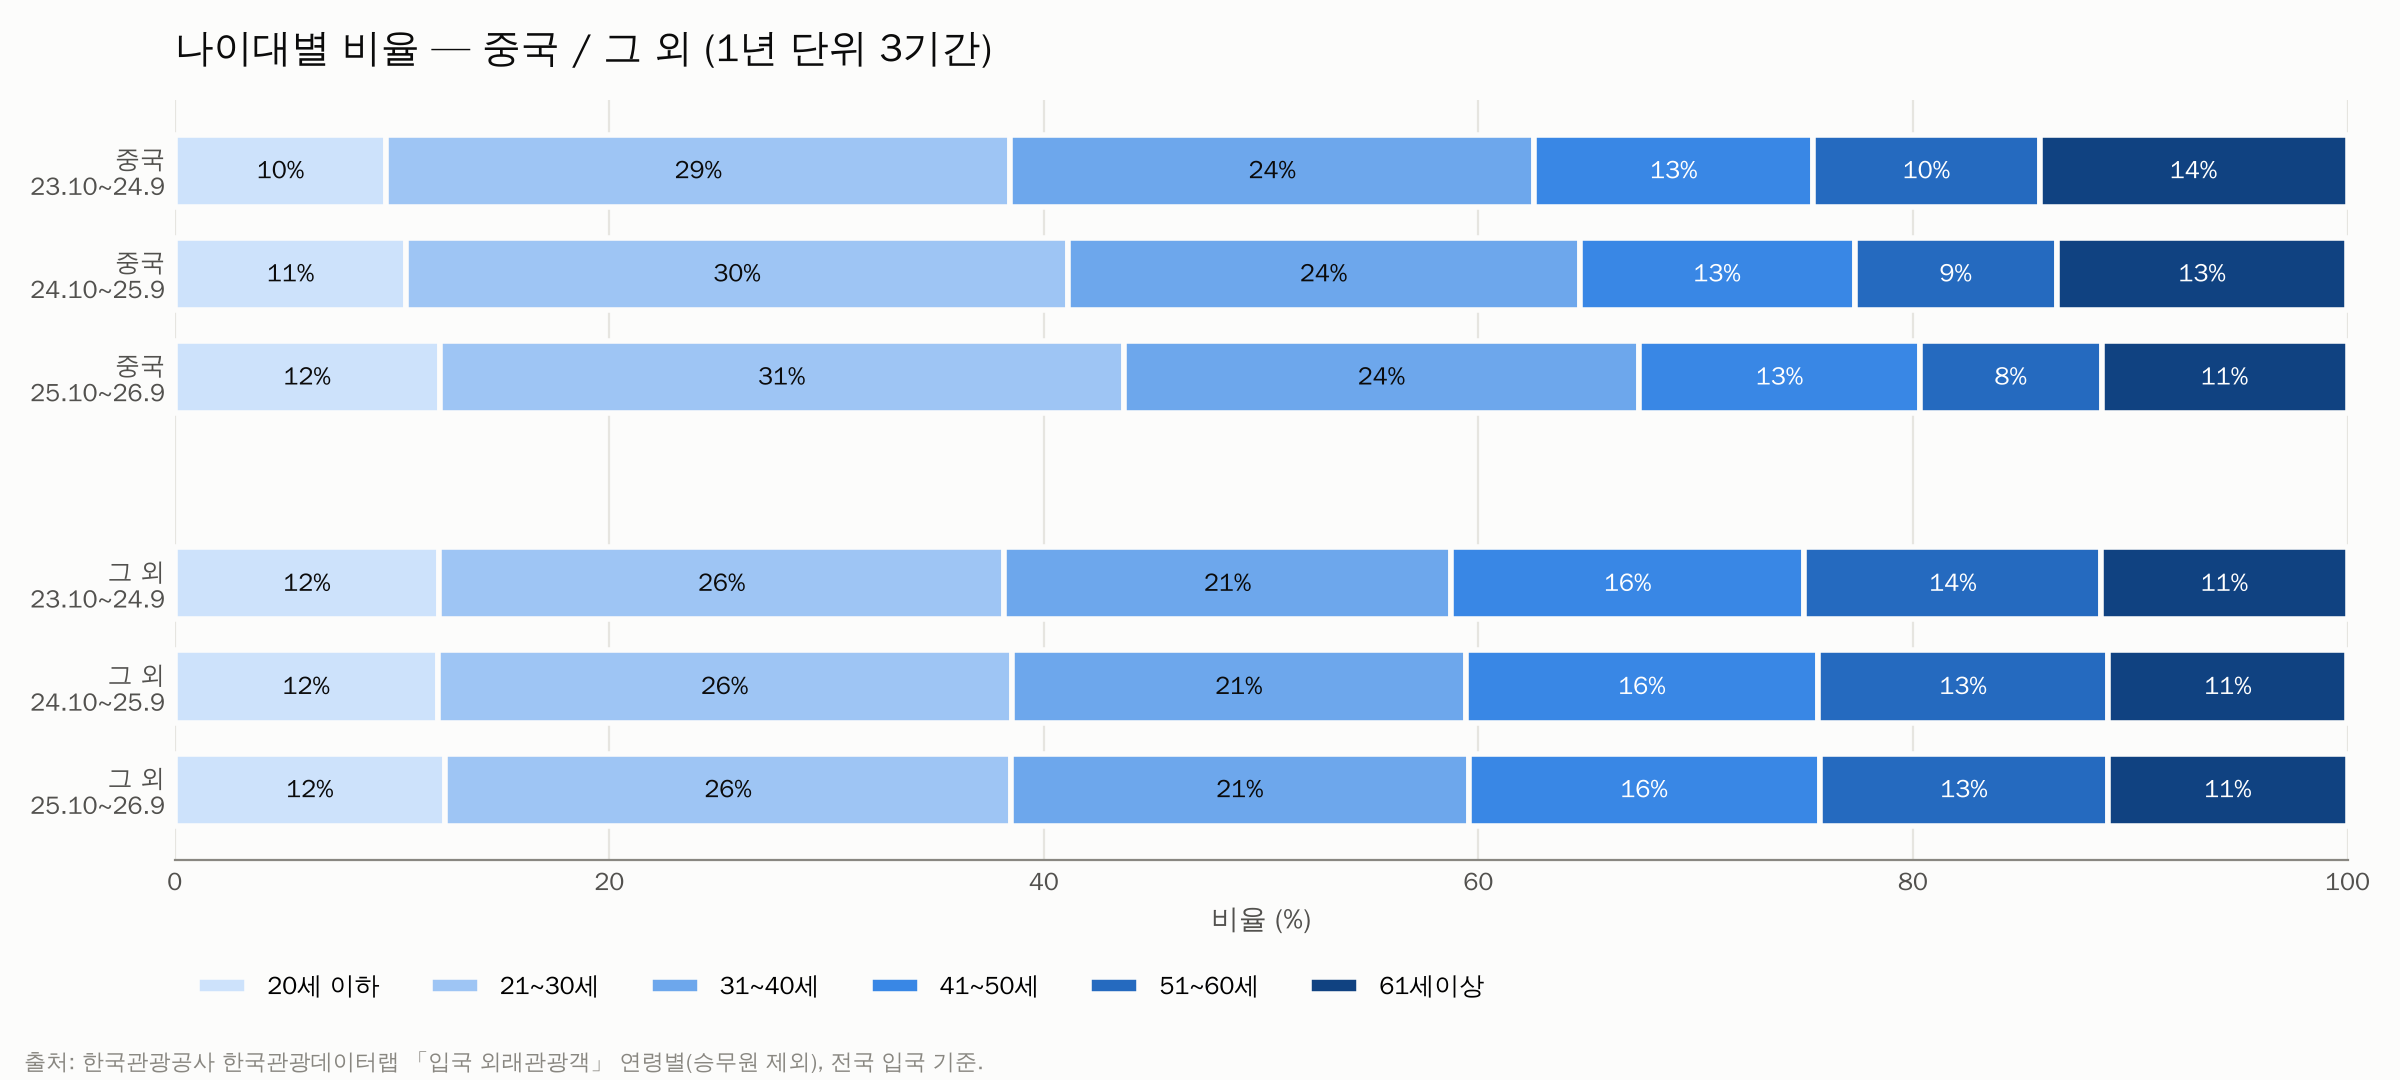 나이대별 비율 — 중국 / 그 외 (1년 단위 3기간)
중국
23.10~24.9
10% 29% 24% 13% 10% 14%
중국
24.10~25.9
11% 30% 24% 13% 9% 13%
중국
25.10~26.9
12% 31% 24% 13% 8% 11%
그 외
23.10~24.9
12% 26% 21% 16% 14% 11%
그 외
24.10~25.9
12% 26% 21% 16% 13% 11%
그 외
25.10~26.9
12% 26% 21% 16% 13% 11%
0 20 40 60 80 100
비율 (%)
20세 이하 21~30세 31~40세 41~50세 51~60세 61세이상
출처: 한국관광공사 한국관광데이터랩 「입국 외래관광객」 연령별(승무원 제외), 전국 입국 기준.